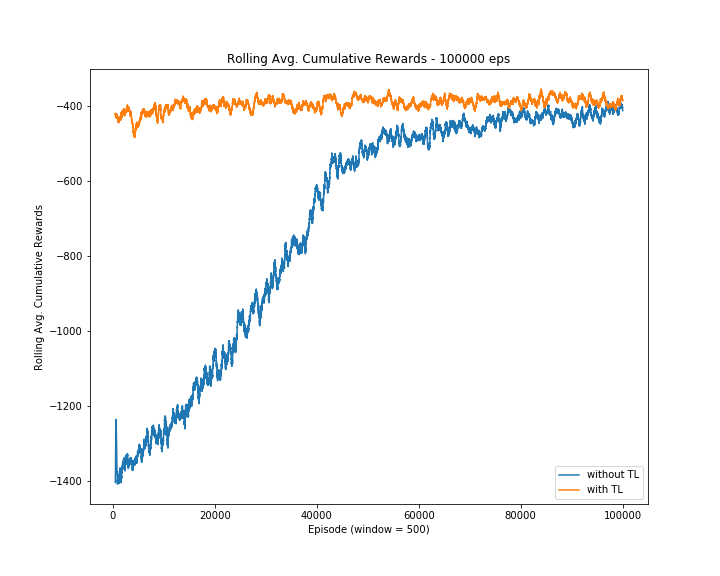 Rolling Avg. Cumulative Rewards - 100000 eps
Rolling Avg. Cumulative Rewards
−400
−600
−800
−1000
−1200
−1400
0
20000
40000
60000
80000
100000
Episode (window = 500)
without TL
with TL